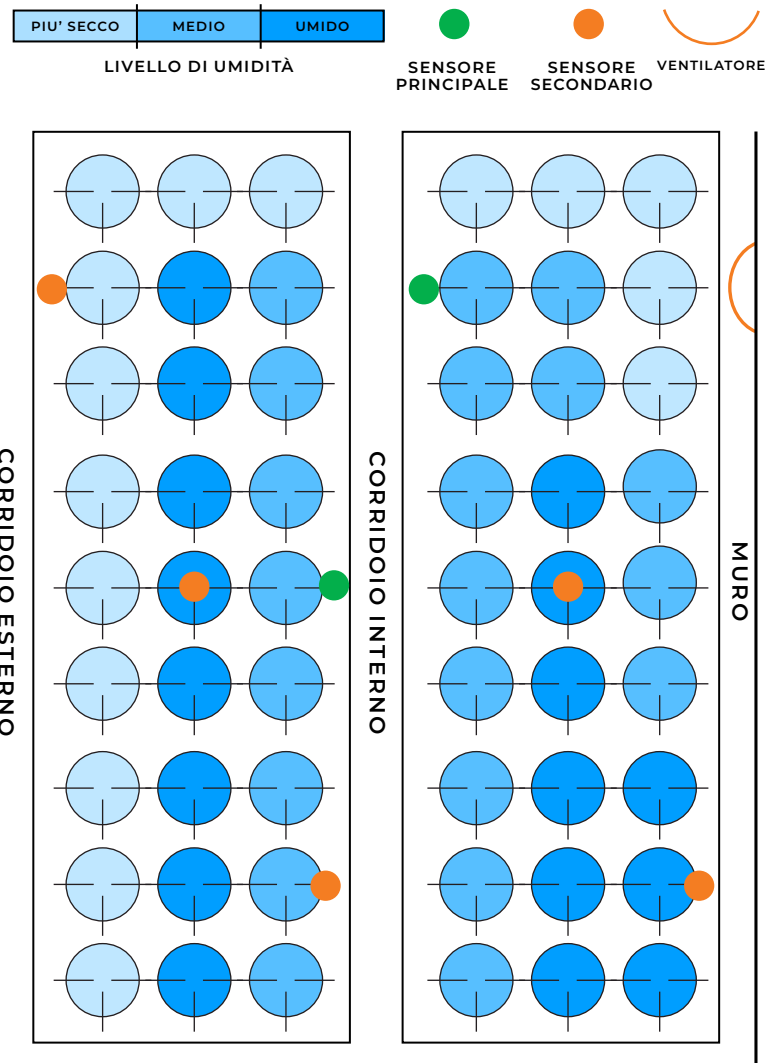 PIU’ SECCO
MEDIO
UMIDO
LIVELLO DI UMIDITÀ
SENSORE
PRINCIPALE
SENSORE
SECONDARIO
VENTILATORE
CORRIDOIO ESTERNO
CORRIDOIO INTERNO
MURO